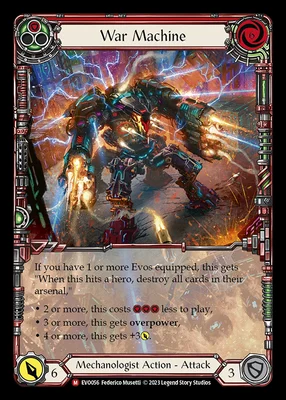 War Machine
If you have 1 or more Evos equipped, this gets
"When this hits a hero, destroy all cards in their
arsenal."
• 2 or more, this costs less to play,
• 3 or more, this gets overpower,
• 4 or more, this gets +3
6
Mechanologist Action - Attack
3
M EVO056 Federico Musetti © 2023 Legend Story Studios